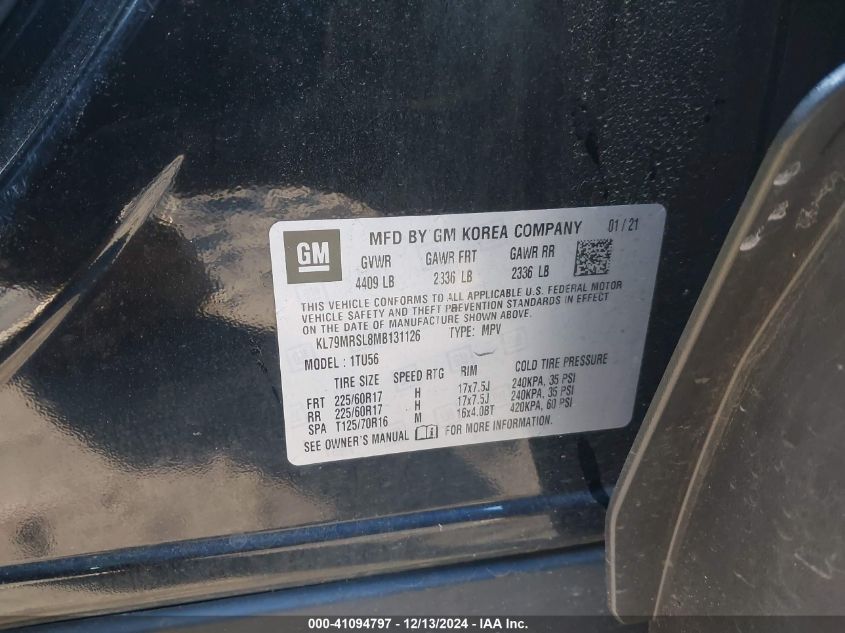 GM
MFD BY GM KOREA COMPANY 01 / 21
GVWR GAWR FRT GAWR RR
4409 LB 2336 LB 2336 LB
THIS VEHICLE CONFORMS TO ALL APPLICABLE U.S. FEDERAL MOTOR
VEHICLE SAFETY AND THEFT PREVENTION STANDARDS IN EFFECT
ON THE DATE OF MANUFACTURE SHOWN ABOVE.
KL79MRSL8MB131126 TYPE: MPV
MODEL : 1TU56
TIRE SIZE SPEED RTG RIM COLD TIRE PRESSURE
FRT 225/60R17 H 17x7.5J 240KPA, 35 PSI
RR 225/60R17 H 17x7.5J 240KPA, 35 PSI
SPA T125/70R16 M 16x4.0BT 420KPA, 60 PSI
SEE OWNER'S MANUAL FOR MORE INFORMATION.
000-41094797 - 12/13/2024 - IAA Inc.